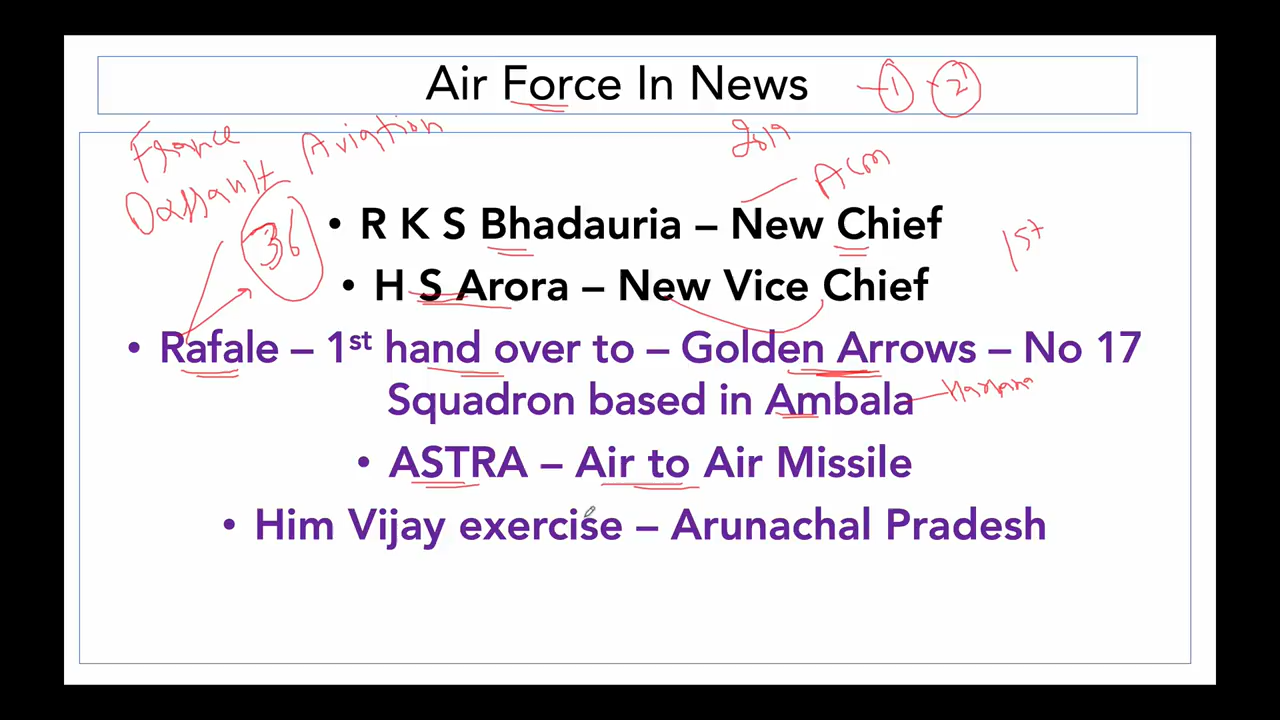 Air Force In News - 1 - 2
France
Dassault Aviation
2019
ACM
36
• R K S Bhadauria – New Chief
1st
• H S Arora – New Vice Chief
• Rafale – 1st hand over to – Golden Arrows – No 17
Squadron based in Ambala - Haryana
• ASTRA – Air to Air Missile
• Him Vijay exercise – Arunachal Pradesh